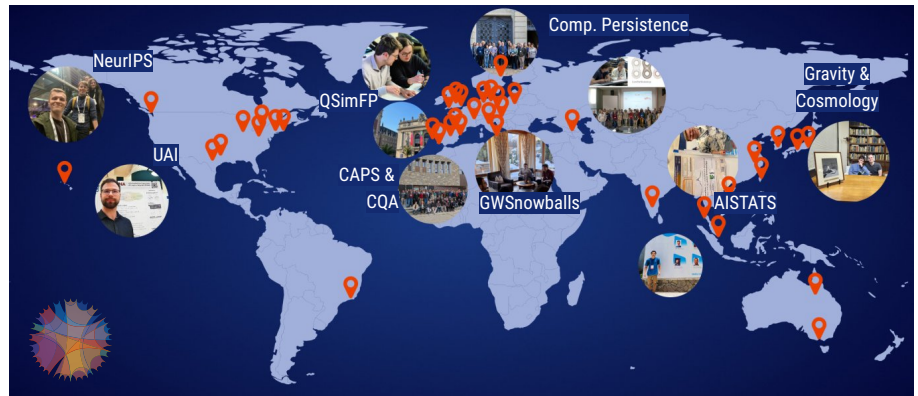 NeurIPS
UAI
QSimFP
CAPS &
CQA
Comp. Persistence
GWSnowballs
Gravity &
Cosmology
AISTATS